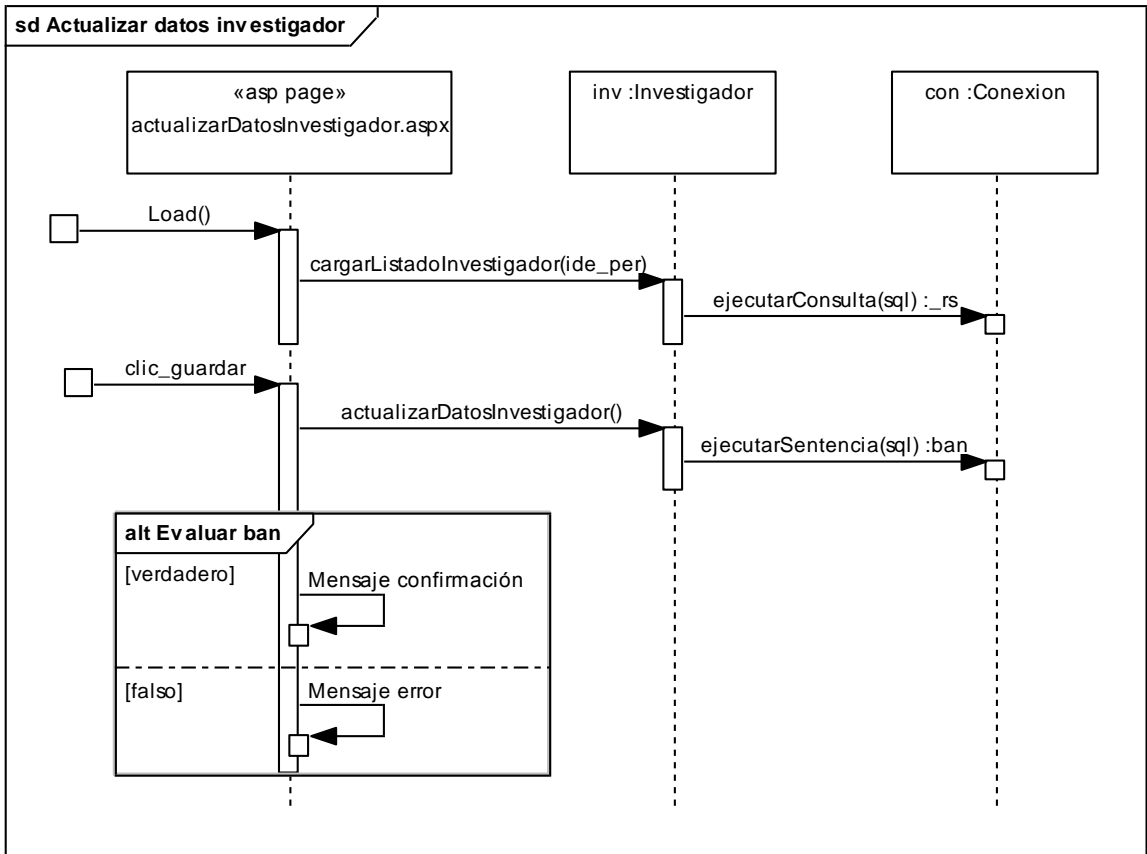 sd Actualizar datos investigador
«asp page»
actualizarDatosInvestigador.aspx
inv :Investigador
con :Conexion
Load()
cargarListadoInvestigador(ide_per)
ejecutarConsulta(sql) :_rs
clic_guardar
actualizarDatosInvestigador()
ejecutarSentencia(sql) :ban
alt Evaluar ban
[verdadero]
Mensaje confirmación
[falso]
Mensaje error